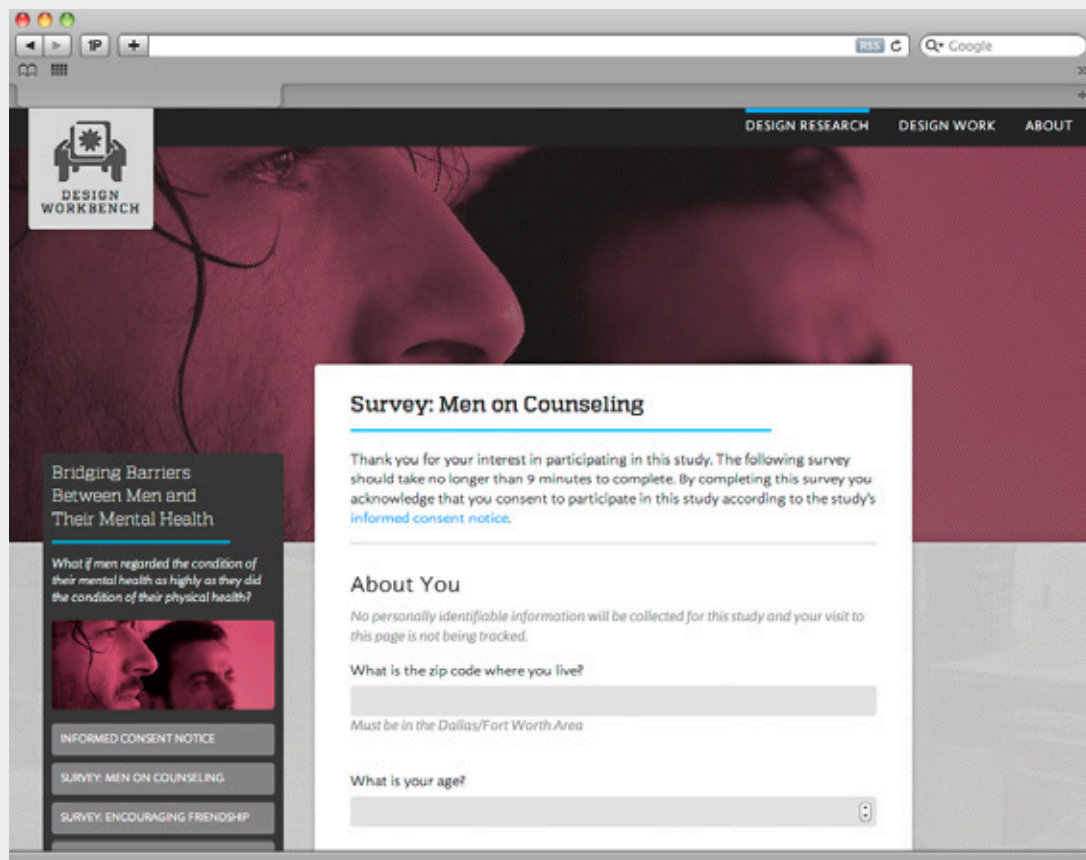 1P
RSS
Google
DESIGN RESEARCH DESIGN WORK ABOUT
DESIGN
WORKBENCH
Survey: Men on Counseling
Thank you for your interest in participating in this study. The following survey
should take no longer than 9 minutes to complete. By completing this survey you
acknowledge that you consent to participate in this study according to the study's
informed consent notice.
About You
No personally identifiable information will be collected for this study and your visit to
this page is not being tracked.
What is the zip code where you live?
Must be in the Dallas/Fort Worth Area
What is your age?
Bridging Barriers
Between Men and
Their Mental Health
What if men regarded the condition of
their mental health as highly as they did
the condition of their physical health?
INFORMED CONSENT NOTICE
SURVEY: MEN ON COUNSELING
SURVEY: ENCOURAGING FRIENDSHIP